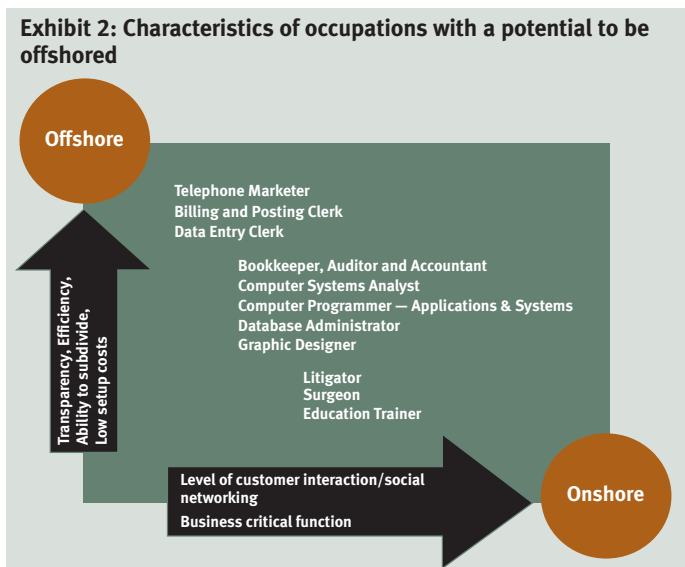 Exhibit 2: Characteristics of occupations with a potential to be
offshored
Offshore
Telephone Marketer
Billing and Posting Clerk
Data Entry Clerk
Bookkeeper, Auditor and Accountant
Computer Systems Analyst
Computer Programmer — Applications & Systems
Database Administrator
Graphic Designer
Litigator
Surgeon
Education Trainer
Transparency, Efficiency,
Ability to subdivide,
Low setup costs
Level of customer interaction/social
networking
Business critical function
Onshore